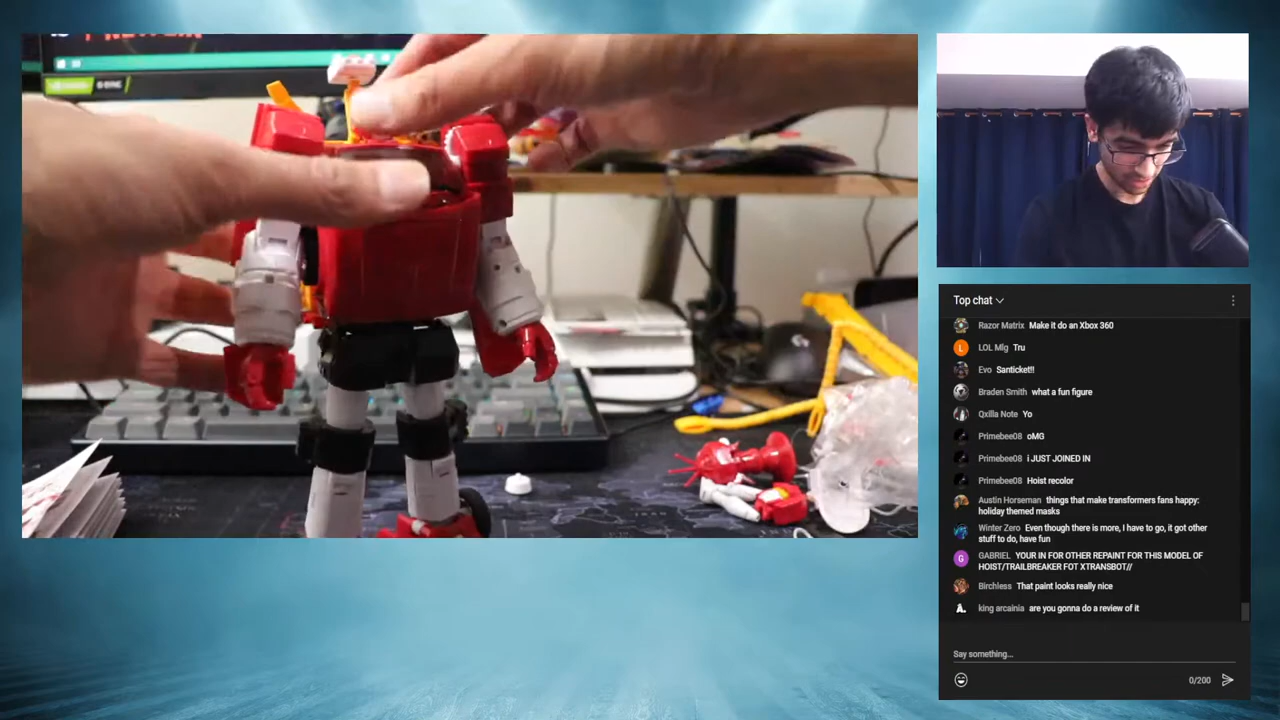 Top chat
Razor Matrix Make it do an Xbox 360
LOL Mlg Tru
Evo Santicket!!
Braden Smith what a fun figure
Qxilla Note Yo
Primebee08 oMG
Primebee08 i JUST JOINED IN
Primebee08 Hoist recolor
Austin Horseman things that make transformers fans happy:
holiday themed masks
Winter Zero Even though there is more, I have to go, it got other
stuff to do, have fun
GABRIEL YOUR IN FOR OTHER REPAINT FOR THIS MODEL OF
HOIST/TRAILBREAKER FOT XTRANSBOT//
Birchless That paint looks really nice
king arcainia are you gonna do a review of it
Say something...
0/200